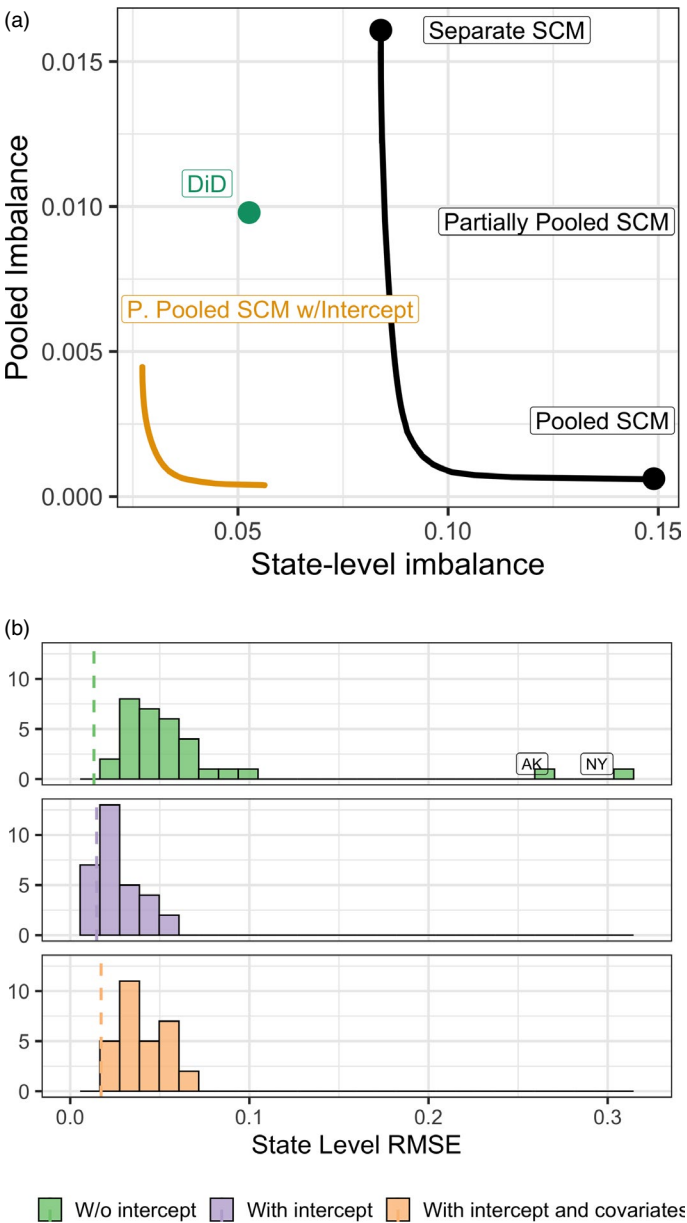 (a)
Separate SCM
0.015
DiD
0.010
Partially Pooled SCM
P. Pooled SCM w/Intercept
Pooled Imbalance
0.005
Pooled SCM
0.000
0.05 0.10 0.15
State-level imbalance
(b)
10
5
AK NY
0
10
5
0
10
5
0
0.0 0.1 0.2 0.3
State Level RMSE
W/o intercept With intercept With intercept and covariates